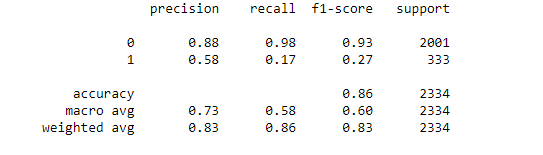 precision recall f1-score support
0 0.88 0.98 0.93 2001
1 0.58 0.17 0.27 333
accuracy 0.86 2334
macro avg 0.73 0.58 0.60 2334
weighted avg 0.83 0.86 0.83 2334